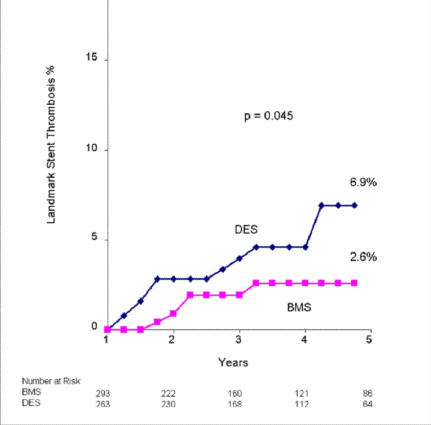 15
Landmark Stent Thrombosis %
p = 0.045
10
6.9%
DES
5
2.6%
BMS
0
1 2 3 4 5
Years
Number at Risk
BMS 293 222 160 121 86
DES 263 230 168 112 64